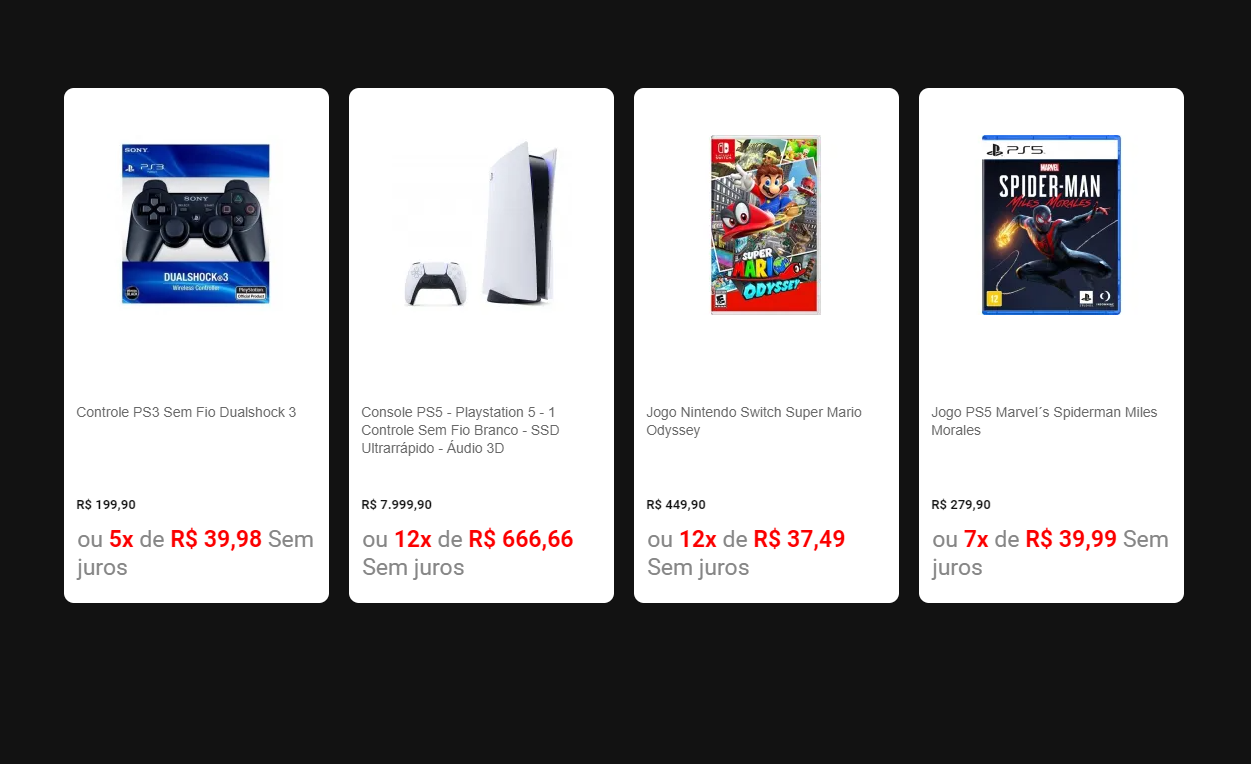 SONY
PS3
SONY
DUALSHOCK®3
Wireless Controller
PlayStation
Official Product
Controle PS3 Sem Fio Dualshock 3
R$ 199,90
ou 5x de R$ 39,98 Sem
juros
Console PS5 - Playstation 5 - 1
Controle Sem Fio Branco - SSD
Ultrarrápido - Áudio 3D
R$ 7.999,90
ou 12x de R$ 666,66
Sem juros
SWITCH
SUPER
MARIO
ODYSSEY
Jogo Nintendo Switch Super Mario
Odyssey
R$ 449,90
ou 12x de R$ 37,49
Sem juros
PS5
MARVEL
SPIDER-MAN
MILES MORALES
12
Jogo PS5 Marvel´s Spiderman Miles
Morales
R$ 279,90
ou 7x de R$ 39,99 Sem
juros